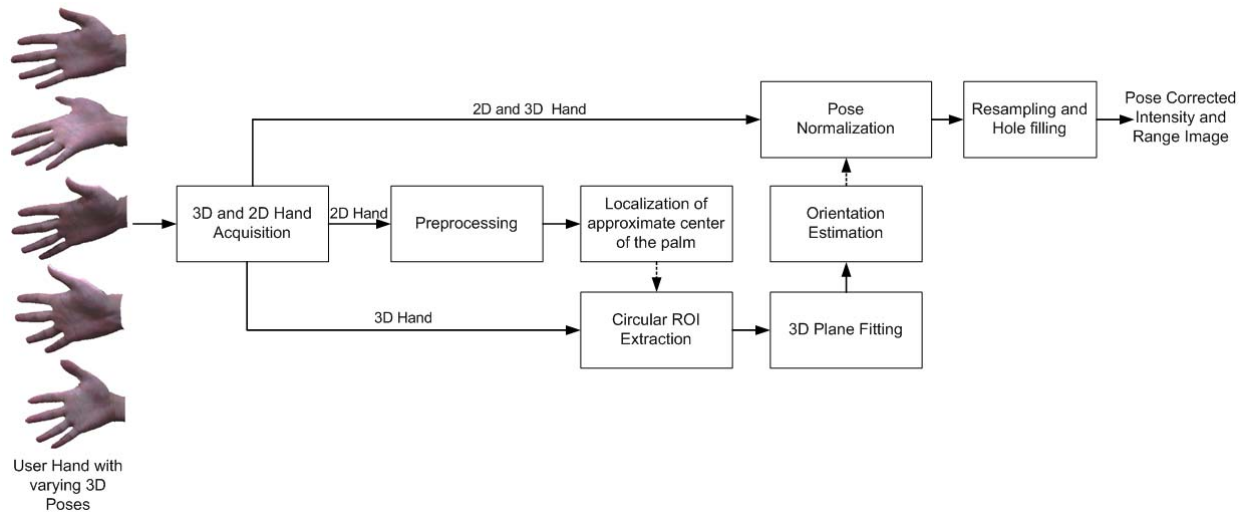 2D and 3D Hand
Pose
Normalization
Resampling and
Hole filling
Pose Corrected
Intensity and
Range Image
3D and 2D Hand
Acquisition
2D Hand
Preprocessing
Localization of
approximate center
of the palm
Orientation
Estimation
3D Hand
Circular ROI
Extraction
3D Plane Fitting
User Hand with
varying 3D
Poses